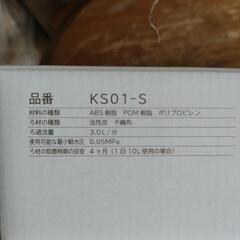 品番 KS01-S
材料の種類 ABS樹脂 POM樹脂 ポリプロピレン
ろ材の種類 活性炭 不織布
ろ過流量 3.0L/分
使用可能な最小動水圧 0.05MPa
ろ材の取替時期の目安 4ヶ月(1日10L使用の場合)